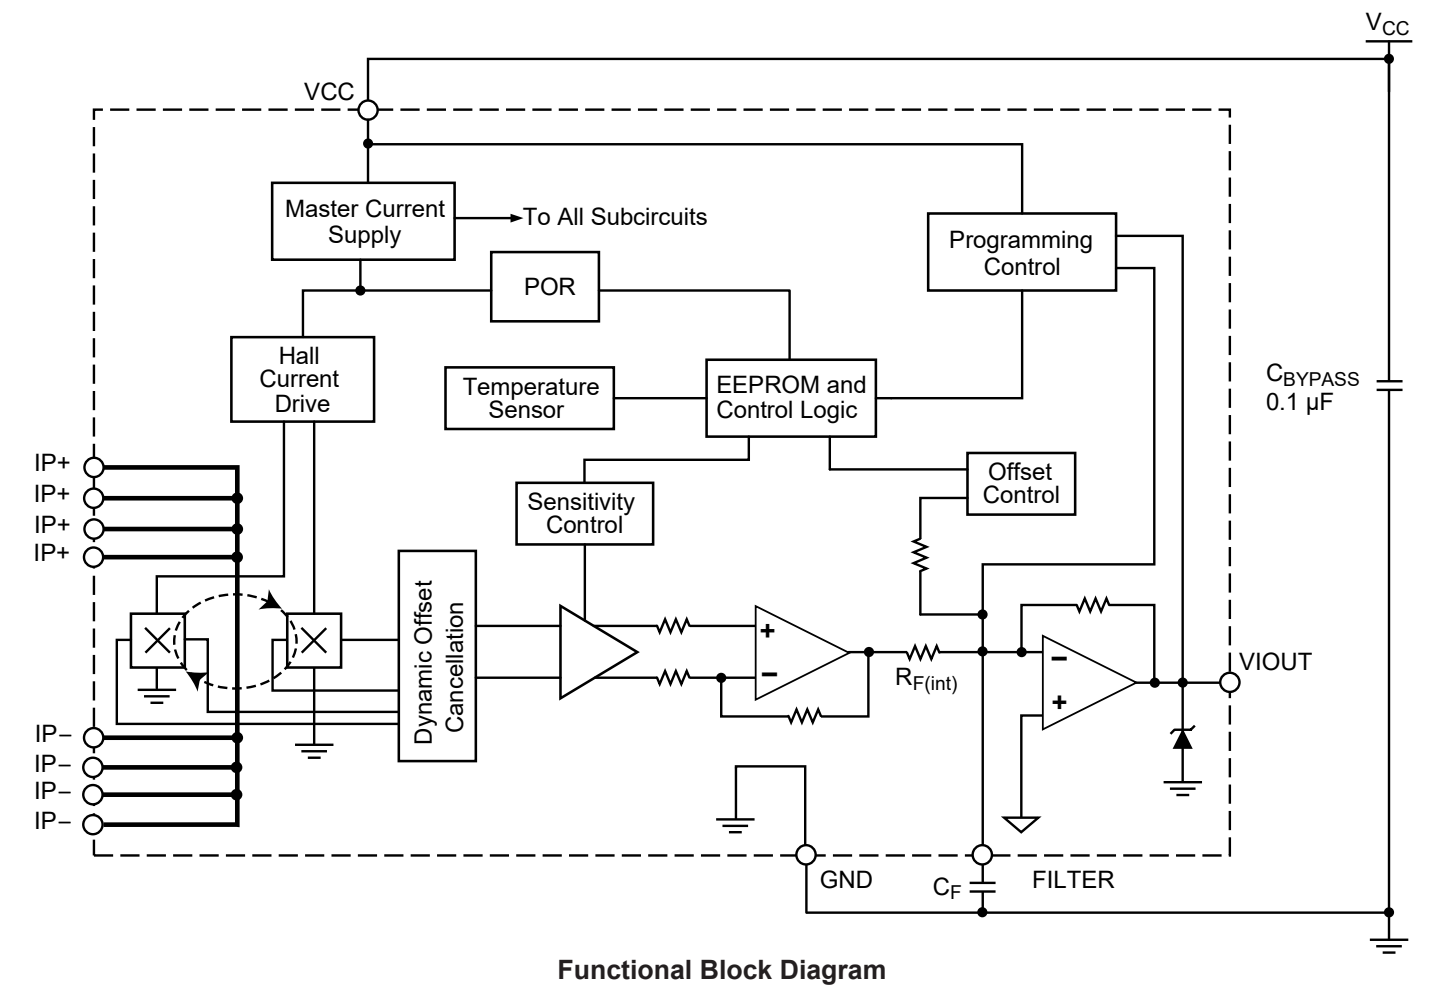 VCC
VCC
Master Current
Supply
To All Subcircuits
Programming
Control
POR
Hall
Current
Drive
Temperature
Sensor
EEPROM and
Control Logic
CBYPASS
0.1 µF
IP+
IP+
IP+
IP+
Sensitivity
Control
Offset
Control
Dynamic Offset
Cancellation
+
–
RF(int)
–
+
VIOUT
IP–
IP–
IP–
IP–
GND
CF
FILTER
Functional Block Diagram